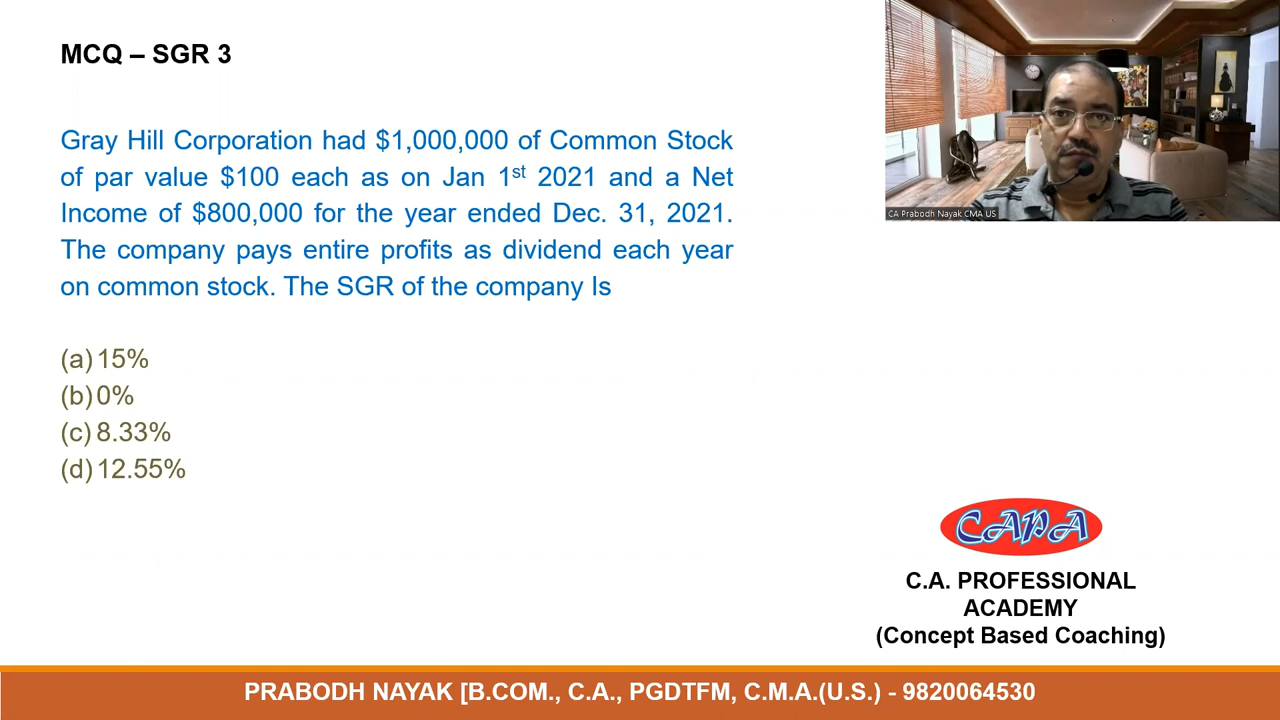 MCQ – SGR 3
CA Prabodh Nayak CMA US
Gray Hill Corporation had $1,000,000 of Common Stock
of par value $100 each as on Jan 1st 2021 and a Net
Income of $800,000 for the year ended Dec. 31, 2021.
The company pays entire profits as dividend each year
on common stock. The SGR of the company Is
(a) 15%
(b) 0%
(c) 8.33%
(d) 12.55%
CAPA
C.A. PROFESSIONAL
ACADEMY
(Concept Based Coaching)
PRABODH NAYAK [B.COM., C.A., PGDTFM, C.M.A.(U.S.) - 9820064530